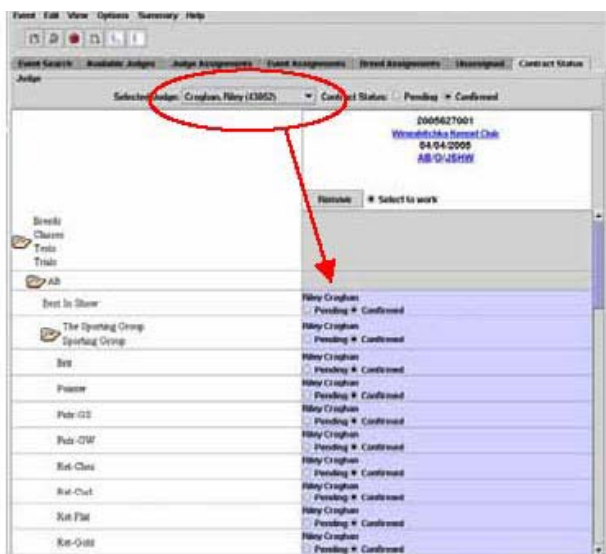 Event Edit View Options Summary Help
Event Search Available Judges Judge Assignments Event Assignments Breed Assignments Unassigned Contract Status
Judge
Selected Judge: Croghan, Riley (43052) Contract Status: Pending Confirmed
2005627001
Kennel Club
04/04/2005
AB/O/JSHW
Remove Select to work
Breeds
Classes
Tests
Trials
AB
Best In Show
Riley Croghan
Pending Confirmed
The Sporting Group
Sporting Group
Riley Croghan
Pending Confirmed
Britt
Riley Croghan
Pending Confirmed
Pointer
Riley Croghan
Pending Confirmed
Pntr-GS
Riley Croghan
Pending Confirmed
Pntr-GW
Riley Croghan
Pending Confirmed
Ret-Ches
Riley Croghan
Pending Confirmed
Ret-Curl
Riley Croghan
Pending Confirmed
Ret-Flat
Riley Croghan
Pending Confirmed
Ret-Gold
Riley Croghan
Pending Confirmed